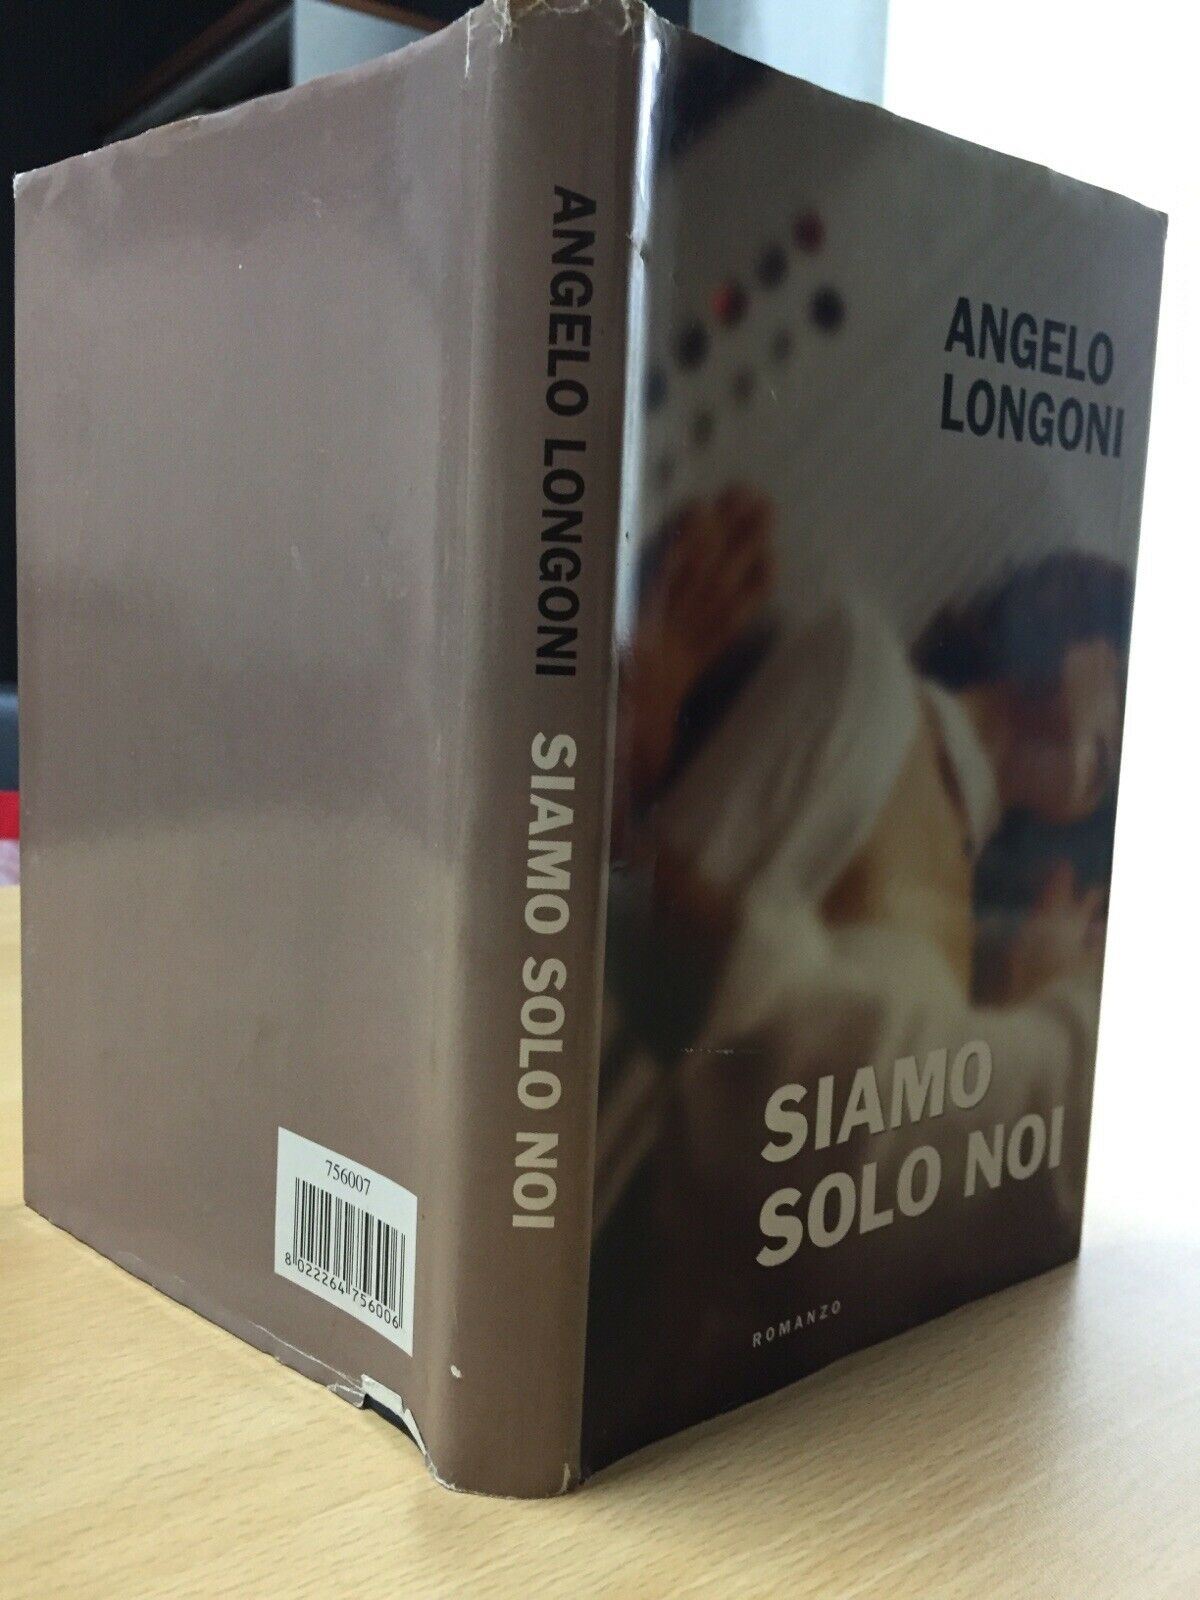 ANGELO LONGONI SIAMO SOLO NOI
ANGELO
LONGONI
SIAMO
SOLO NOI
ROMANZO
756007
8 022264 756006